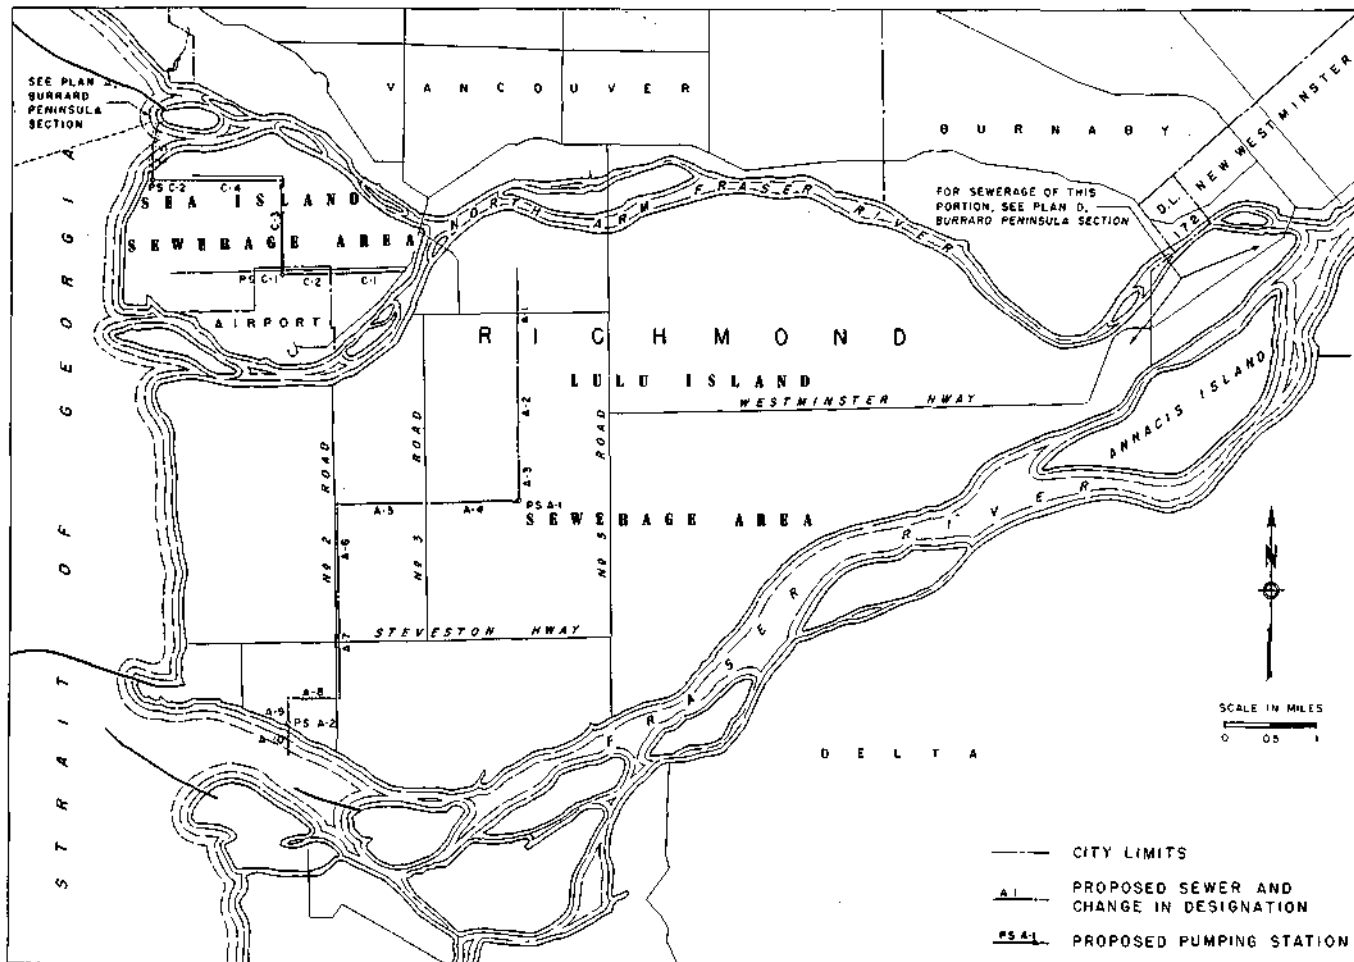 SEE PLAN A,
BURRARD
PENINSULA
SECTION
VANCOUVER
BURNABY
NEW WESTMINSTER
D.L.
172
FOR SEWERAGE OF THIS
PORTION, SEE PLAN D,
BURRARD PENINSULA SECTION
PS C-2
C-4
SEA ISLAND
C-3
SEWERAGE AREA
PS C-1
C-2
C-1
AIRPORT
NORTH ARM FRASER RIVER
STRAIT OF GEORGIA
A-1
RICHMOND
LULU ISLAND
WESTMINSTER HWAY
ANNACIS ISLAND
A-2
Nº 2 ROAD
Nº 3 ROAD
Nº 5 ROAD
A-3
PS A-1
A-5
A-4
SEWERAGE AREA
A-6
A-7
STEVESTON HWAY
A-8
A-9
PS A-2
A-10
FRASER RIVER
DELTA
N
SCALE IN MILES
0 0.5 1
CITY LIMITS
A 1
PROPOSED SEWER AND
CHANGE IN DESIGNATION
PS A-1
PROPOSED PUMPING STATION